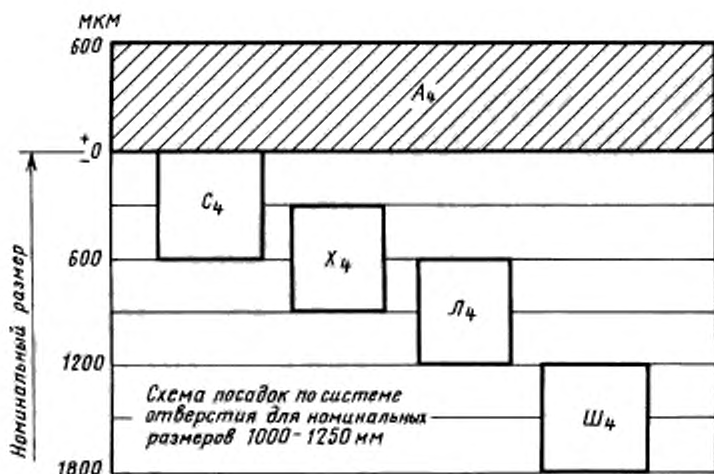 мкм
600
А₄
+
−0
С₄
Х₄
600
Л₄
1200
Ш₄
1800
Номинальный размер
Схема посадок по системе
отверстия для номинальных
размеров 1000-1250 мм